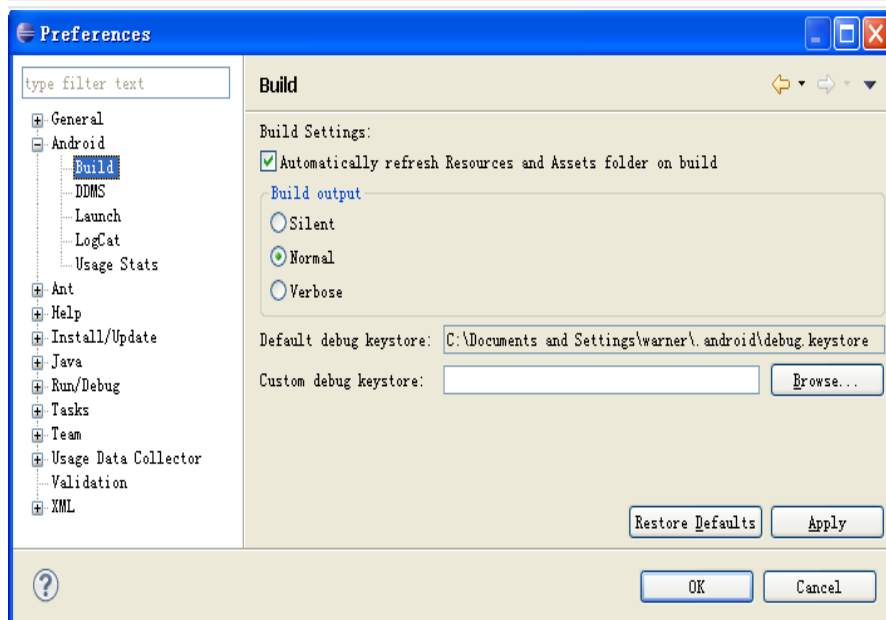 Preferences
type filter text
General
Android
Build
DDMS
Launch
LogCat
Usage Stats
Ant
Help
Install/Update
Java
Run/Debug
Tasks
Team
Usage Data Collector
Validation
XML
Build
Build Settings:
Automatically refresh Resources and Assets folder on build
Build output
Silent
Normal
Verbose
Default debug keystore: C:\Documents and Settings\warner\.android\debug.keystore
Custom debug keystore: Browse...
Restore Defaults Apply
? OK Cancel